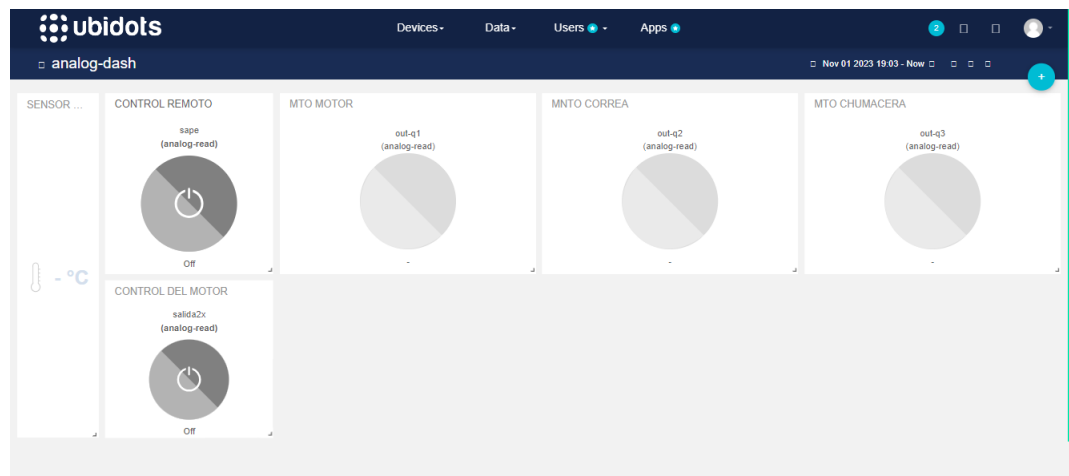 ubidots
Devices
Data
Users
Apps
2
analog-dash
Nov 01 2023 19:03 - Now
+
SENSOR ...
- °C
CONTROL REMOTO
sape
(analog-read)
Off
MTO MOTOR
out-q1
(analog-read)
-
MNTO CORREA
out-q2
(analog-read)
-
MTO CHUMACERA
out-q3
(analog-read)
-
CONTROL DEL MOTOR
salida2x
(analog-read)
Off